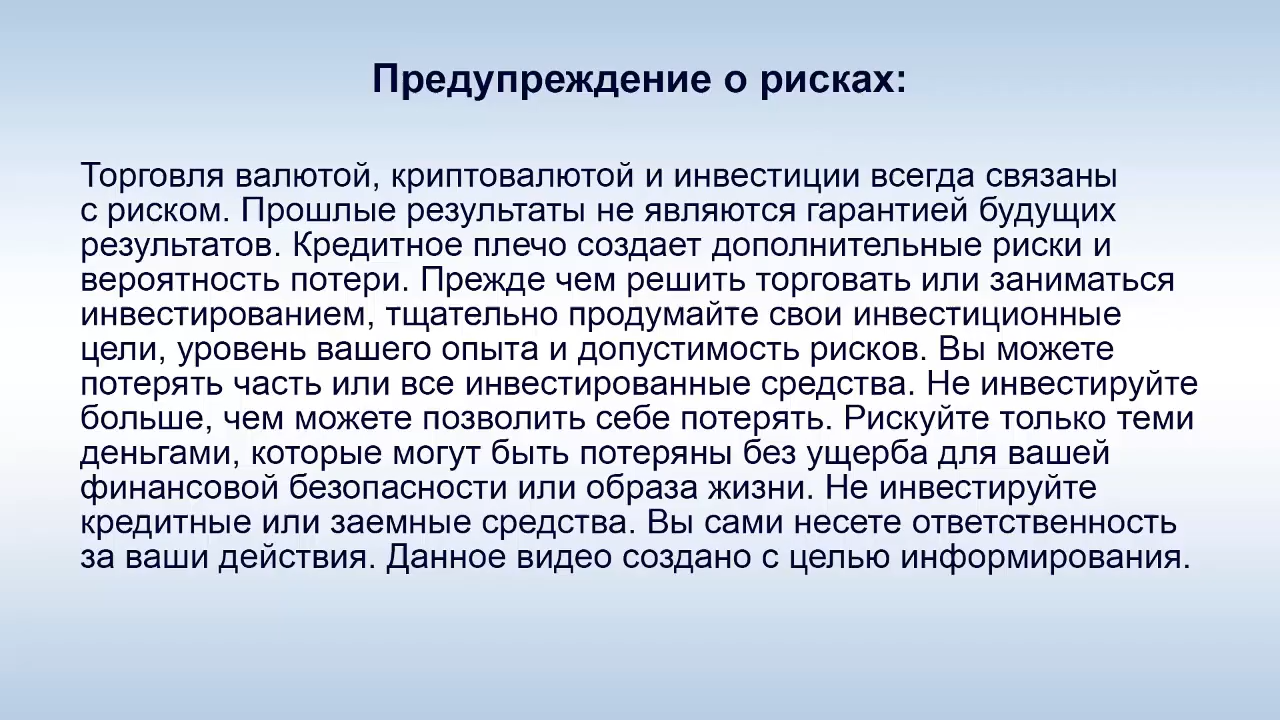 Предупреждение о рисках:
Торговля валютой, криптовалютой и инвестиции всегда связаны
с риском. Прошлые результаты не являются гарантией будущих
результатов. Кредитное плечо создает дополнительные риски и
вероятность потери. Прежде чем решить торговать или заниматься
инвестированием, тщательно продумайте свои инвестиционные
цели, уровень вашего опыта и допустимость рисков. Вы можете
потерять часть или все инвестированные средства. Не инвестируйте
больше, чем можете позволить себе потерять. Рискуйте только теми
деньгами, которые могут быть потеряны без ущерба для вашей
финансовой безопасности или образа жизни. Не инвестируйте
кредитные или заемные средства. Вы сами несете ответственность
за ваши действия. Данное видео создано с целью информирования.